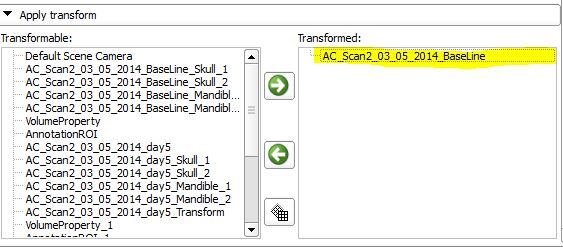 Apply transform
Transformable:
Transformed:
Default Scene Camera
AC_Scan2_03_05_2014_BaseLine_Skull_1
AC_Scan2_03_05_2014_BaseLine_Skull_2
AC_Scan2_03_05_2014_BaseLine_Mandibl...
AC_Scan2_03_05_2014_BaseLine_Mandibl...
VolumeProperty
AnnotationROI
AC_Scan2_03_05_2014_day5
AC_Scan2_03_05_2014_day5_Skull_1
AC_Scan2_03_05_2014_day5_Skull_2
AC_Scan2_03_05_2014_day5_Mandible_1
AC_Scan2_03_05_2014_day5_Mandible_2
AC_Scan2_03_05_2014_day5_Transform
VolumeProperty_1
AnnotationROI_1
AC_Scan2_03_05_2014_BaseLine